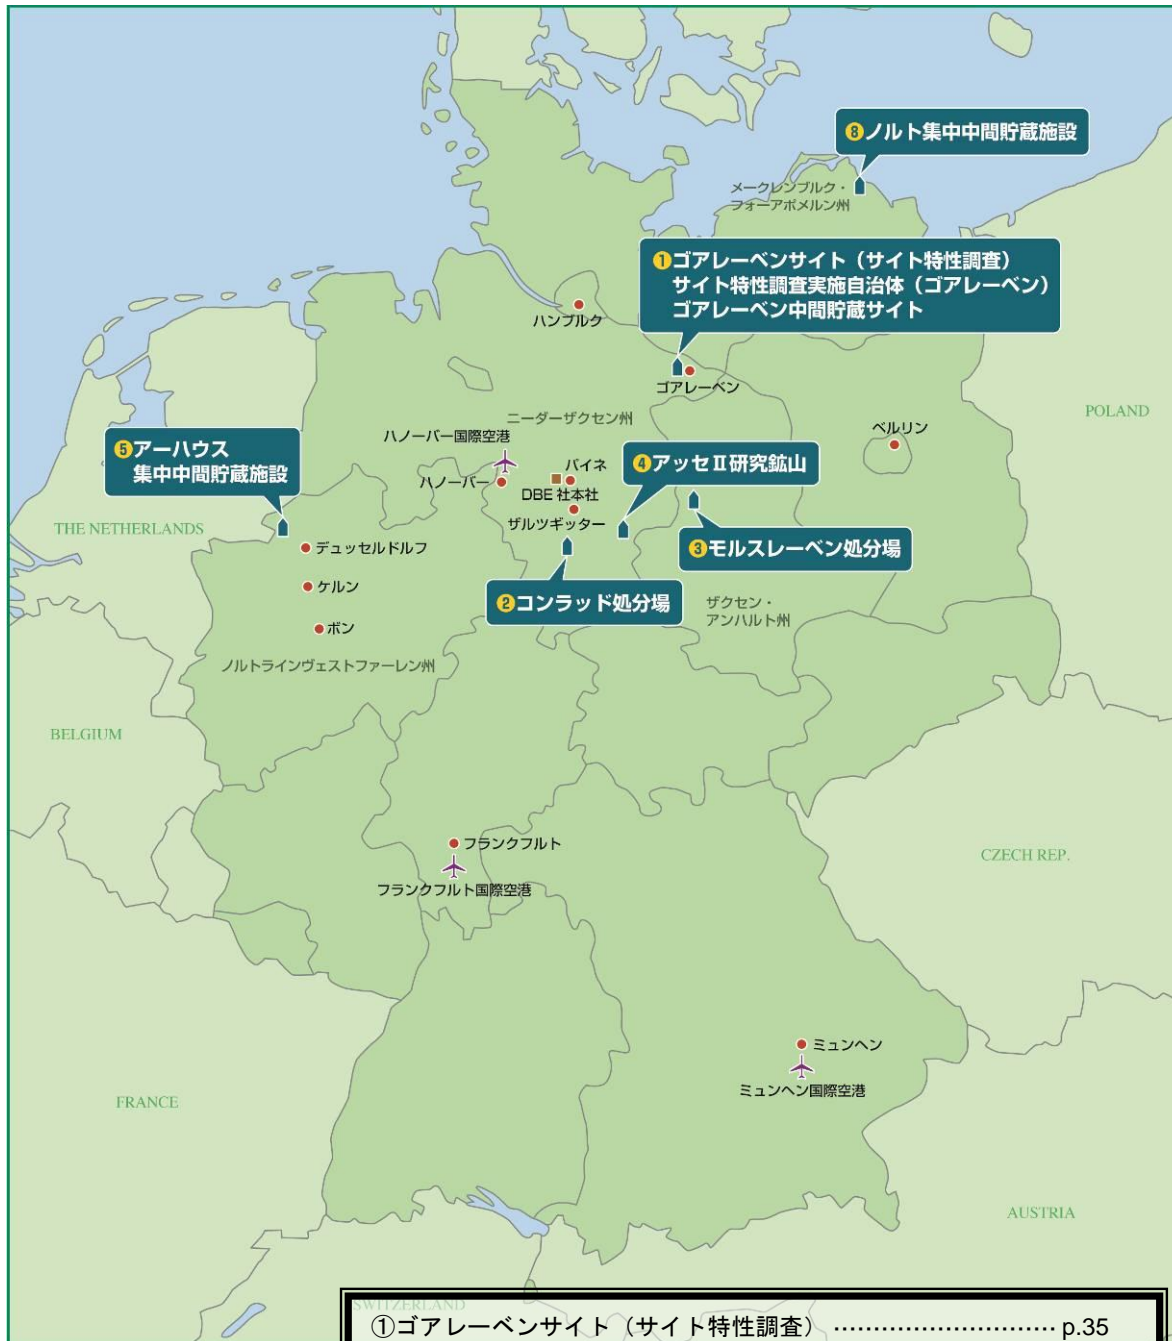 ❽ノルト集中中間貯蔵施設
メークレンブルク・
フォーアポメルン州
❶ゴアレーベンサイト（サイト特性調査）
サイト特性調査実施自治体（ゴアレーベン）
ゴアレーベン中間貯蔵サイト
ハンブルク
ゴアレーベン
ニーダーザクセン州
POLAND
ベルリン
ハノーバー国際空港
❺アーハウス
集中中間貯蔵施設
ハノーバー
パイネ
DBE 社本社
ザルツギッター
❹アッセⅡ研究鉱山
THE NETHERLANDS
デュッセルドルフ
❸モルスレーベン処分場
ケルン
❷コンラッド処分場
ザクセン・
アンハルト州
ボン
ノルトラインヴェストファーレン州
BELGIUM
フランクフルト
フランクフルト国際空港
CZECH REP.
ミュンヘン
ミュンヘン国際空港
FRANCE
AUSTRIA
SWITZERLAND
①ゴアレーベンサイト（サイト特性調査） ………………………… p.35